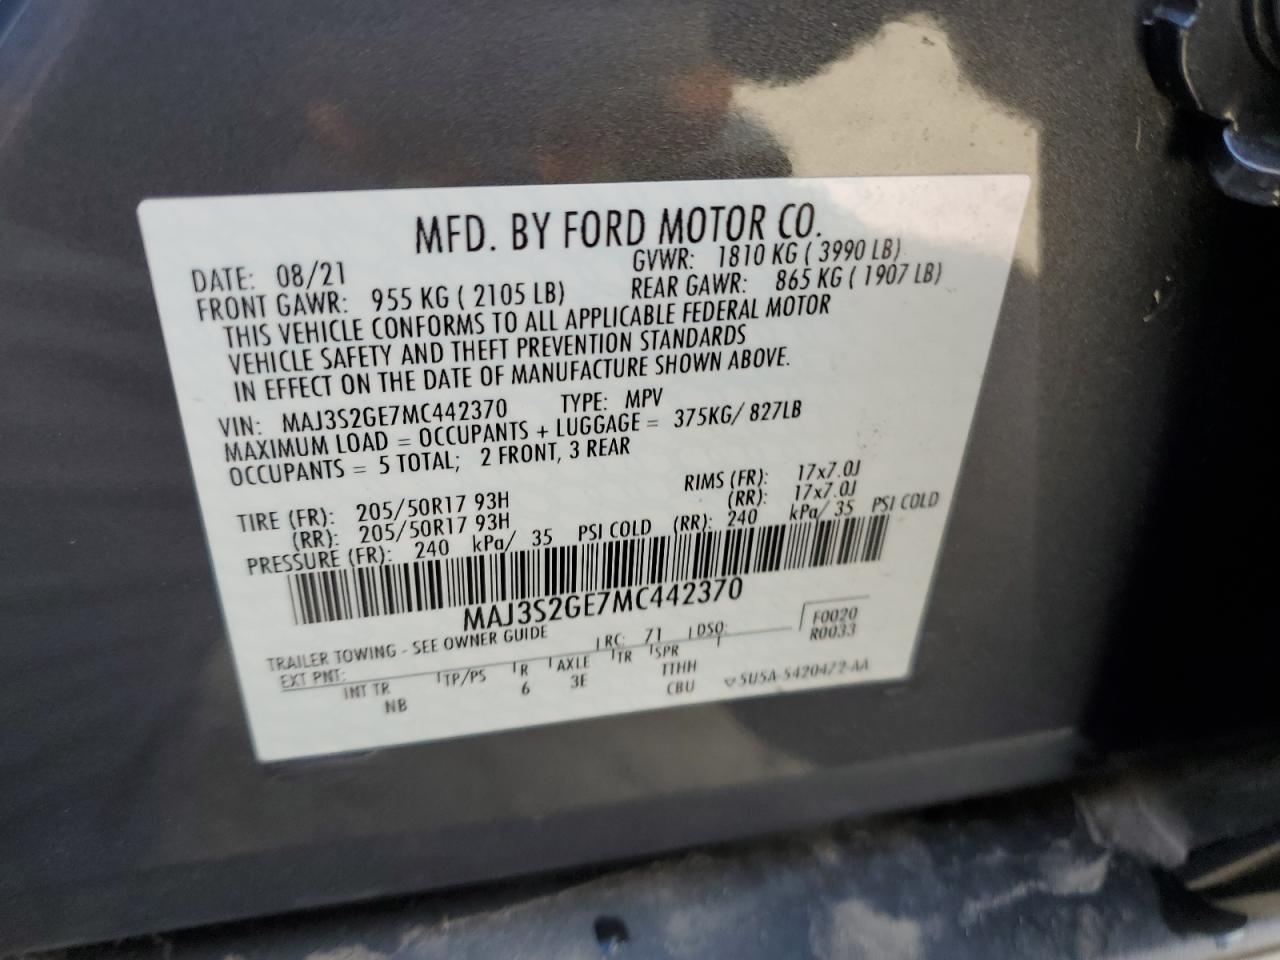 MFD. BY FORD MOTOR CO.
DATE: 08/21 GVWR: 1810 KG ( 3990 LB)
FRONT GAWR: 955 KG ( 2105 LB) REAR GAWR: 865 KG ( 1907 LB)
THIS VEHICLE CONFORMS TO ALL APPLICABLE FEDERAL MOTOR
VEHICLE SAFETY AND THEFT PREVENTION STANDARDS
IN EFFECT ON THE DATE OF MANUFACTURE SHOWN ABOVE.
VIN: MAJ3S2GE7MC442370 TYPE: MPV
MAXIMUM LOAD = OCCUPANTS + LUGGAGE = 375KG/ 827LB
OCCUPANTS = 5 TOTAL; 2 FRONT, 3 REAR
TIRE (FR): 205/50R17 93H RIMS (FR): 17x7.0J
(RR): 205/50R17 93H (RR): 17x7.0J
PRESSURE (FR): 240 kPa/ 35 PSI COLD (RR): 240 kPa/ 35 PSI COLD
MAJ3S2GE7MC442370
TRAILER TOWING - SEE OWNER GUIDE
EXT PNT: RC: 71 DSO: F0020
R0033
INT TR TP/PS R AXLE TR SPR
NB 6 3E TTHH
CBU 5U5A-5420472-AA